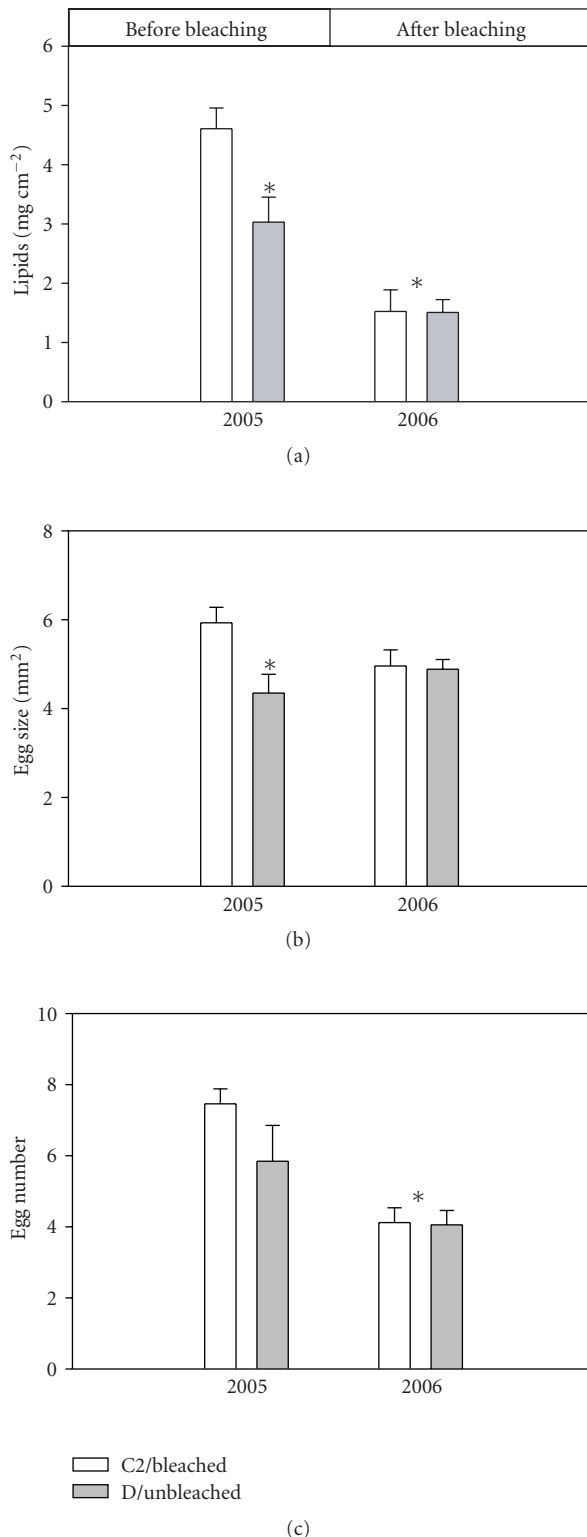 Before bleaching After bleaching
6
5
4
3
2
1
0
Lipids (mg cm−2)
*
*
2005 2006
(a)
8
6
4
2
0
Egg size (mm2)
*
2005 2006
(b)
10
8
6
4
2
0
Egg number
*
2005 2006
C2/bleached
D/unbleached
(c)